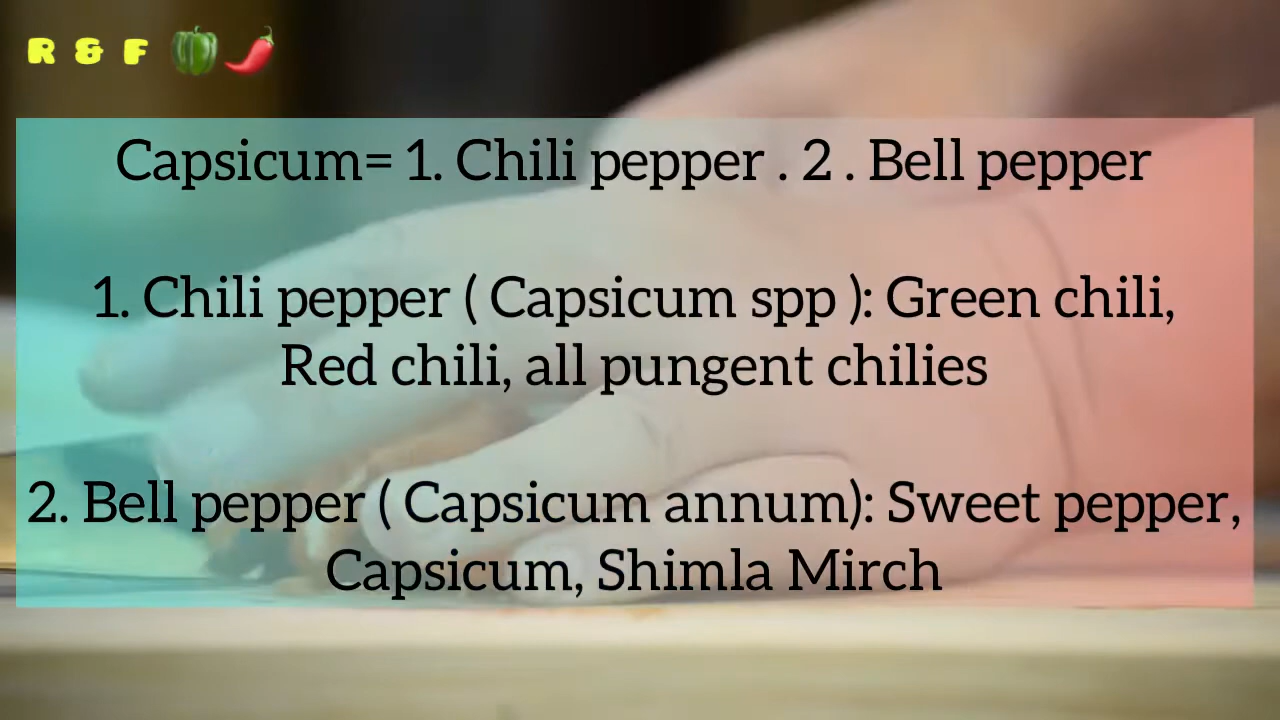 R & F 🫑🌶️
Capsicum= 1. Chili pepper . 2 . Bell pepper
1. Chili pepper ( Capsicum spp ): Green chili,
Red chili, all pungent chilies
2. Bell pepper ( Capsicum annum): Sweet pepper,
Capsicum, Shimla Mirch